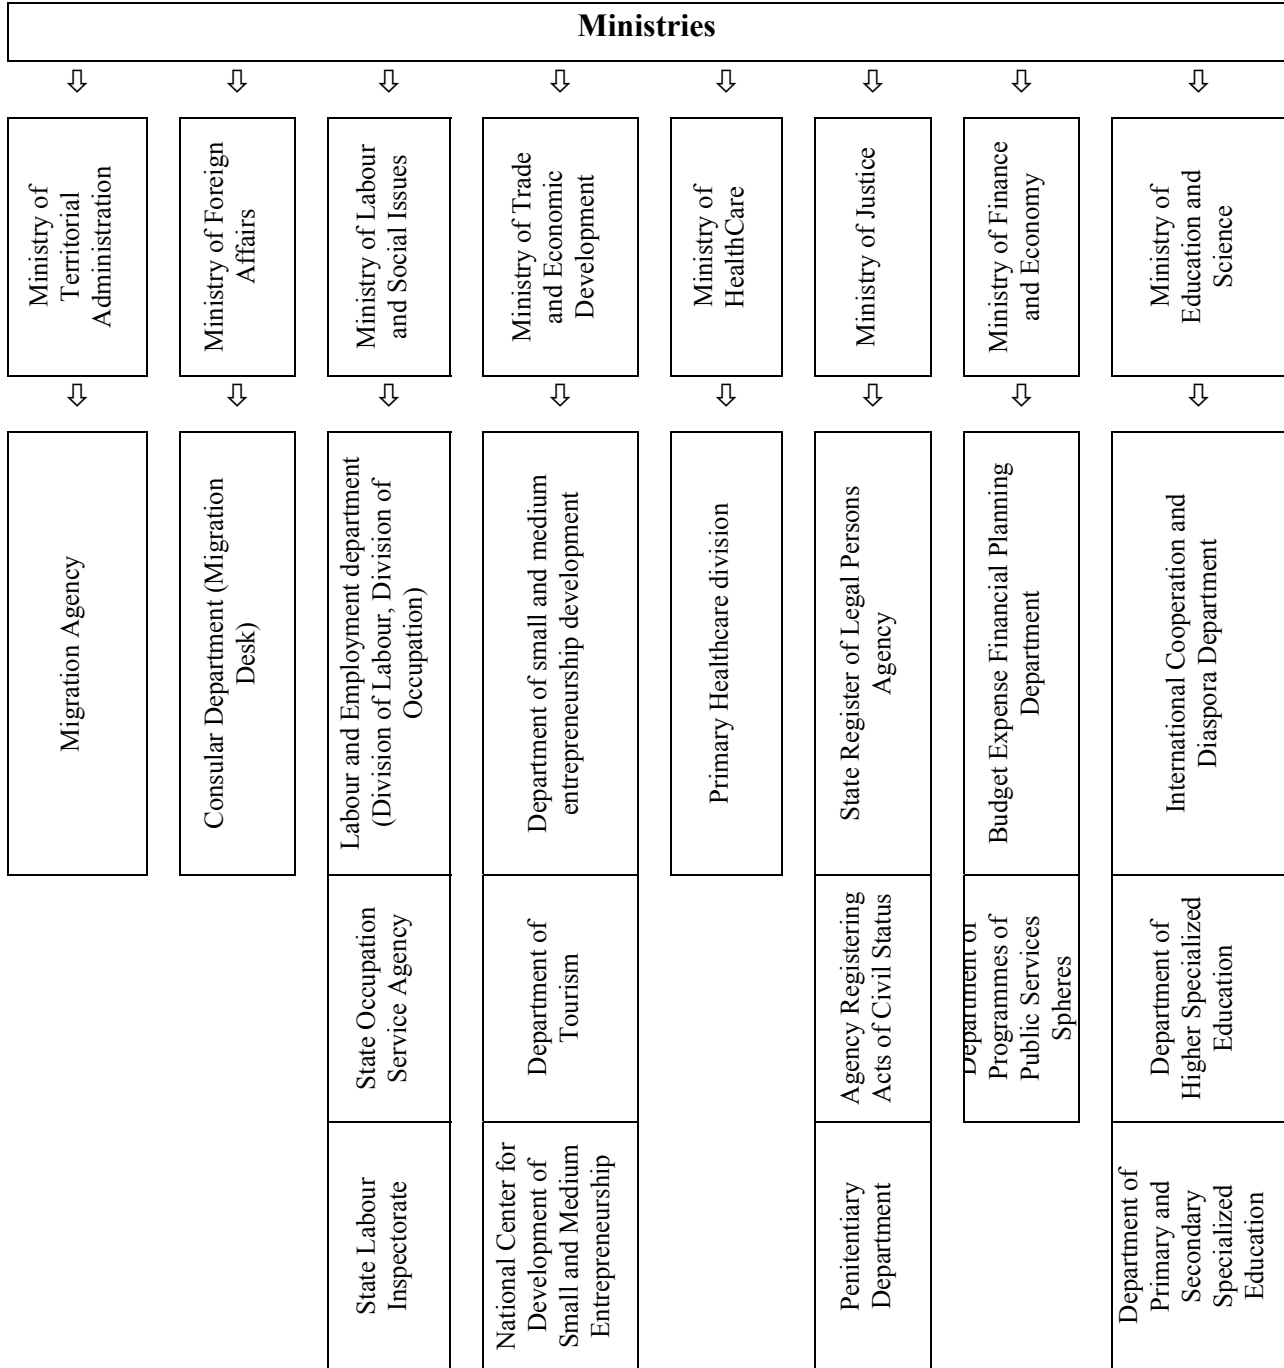 Ministries
⇩ ⇩ ⇩ ⇩ ⇩ ⇩ ⇩ ⇩
Ministry of
Territorial
Administration
Ministry of Foreign
Affairs
Ministry of Labour
and Social Issues
Ministry of Trade
and Economic
Development
Ministry of
HealthCare
Ministry of Justice
Ministry of Finance
and Economy
Ministry of
Education and
Science
⇩ ⇩ ⇩ ⇩ ⇩ ⇩ ⇩ ⇩
Migration Agency
Consular Department (Migration
Desk)
Labour and Employment department
(Division of Labour, Division of
Occupation)
Department of small and medium
entrepreneurship development
Primary Healthcare division
State Register of Legal Persons
Agency
Budget Expense Financial Planning
Department
International Cooperation and
Diaspora Department
State Occupation
Service Agency
Department of
Tourism
Agency Registering
Acts of Civil Status
Department of
Programmes of
Public Services
Spheres
Department of
Higher Specialized
Education
State Labour
Inspectorate
National Center for
Development of
Small and Medium
Entrepreneurship
Penitentiary
Department
Department of
Primary and
Secondary
Specialized
Education